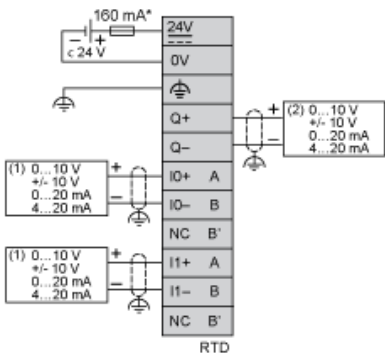 160 mA*
24V
c 24 V
0V
Q+
Q–
(2) 0...10 V
+/- 10 V
0...20 mA
4...20 mA
(1) 0...10 V
+/- 10 V
0...20 mA
4...20 mA
I0+ A
I0– B
NC B'
(1) 0...10 V
+/- 10 V
0...20 mA
4...20 mA
I1+ A
I1– B
NC B'
RTD